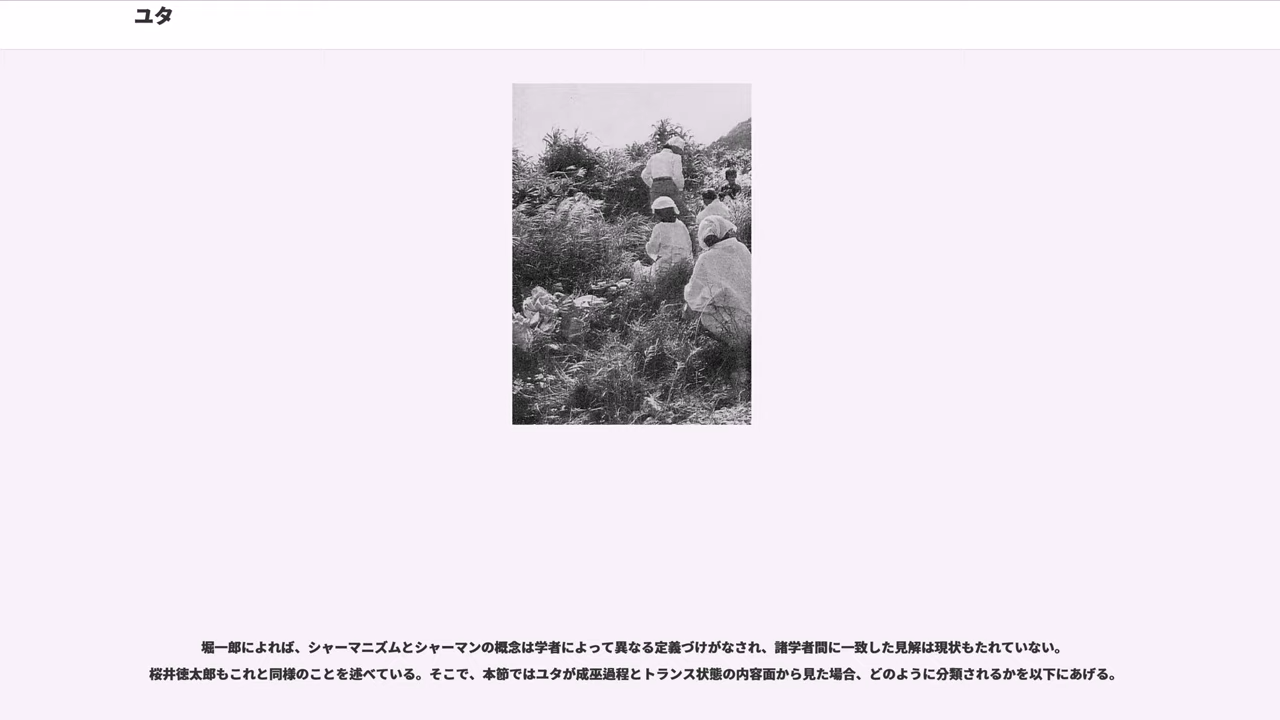 ユタ
堀一郎によれば、シャーマニズムとシャーマンの概念は学者によって異なる定義づけがなされ、諸学者間に一致した見解は現状もたれていない。
桜井徳太郎もこれと同様のことを述べている。そこで、本節ではユタが成巫過程とトランス状態の内容面から見た場合、どのように分類されるかを以下にあげる。